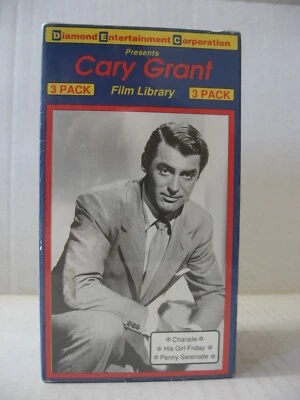 Diamond Entertainment Corporation
Presents
Cary Grant
3 PACK Film Library 3 PACK
* Charade *
* His Girl Friday *
* Penny Serenade *